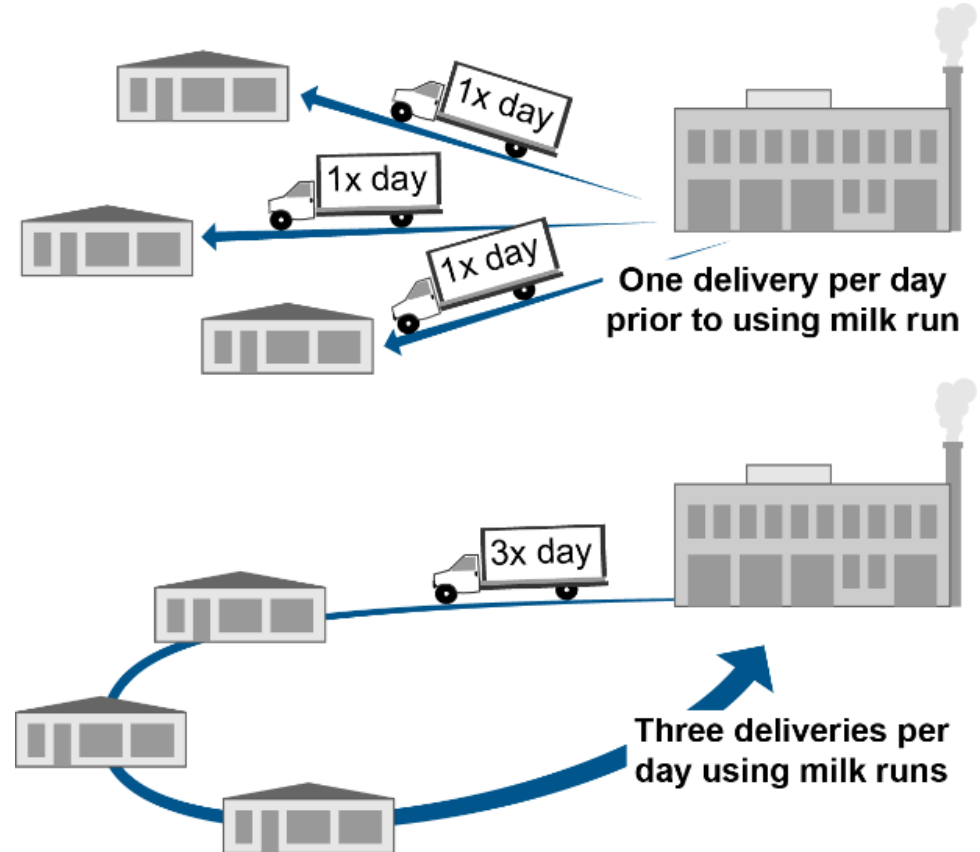 1x day
1x day
1x day
One delivery per day
prior to using milk run
3x day
Three deliveries per
day using milk runs